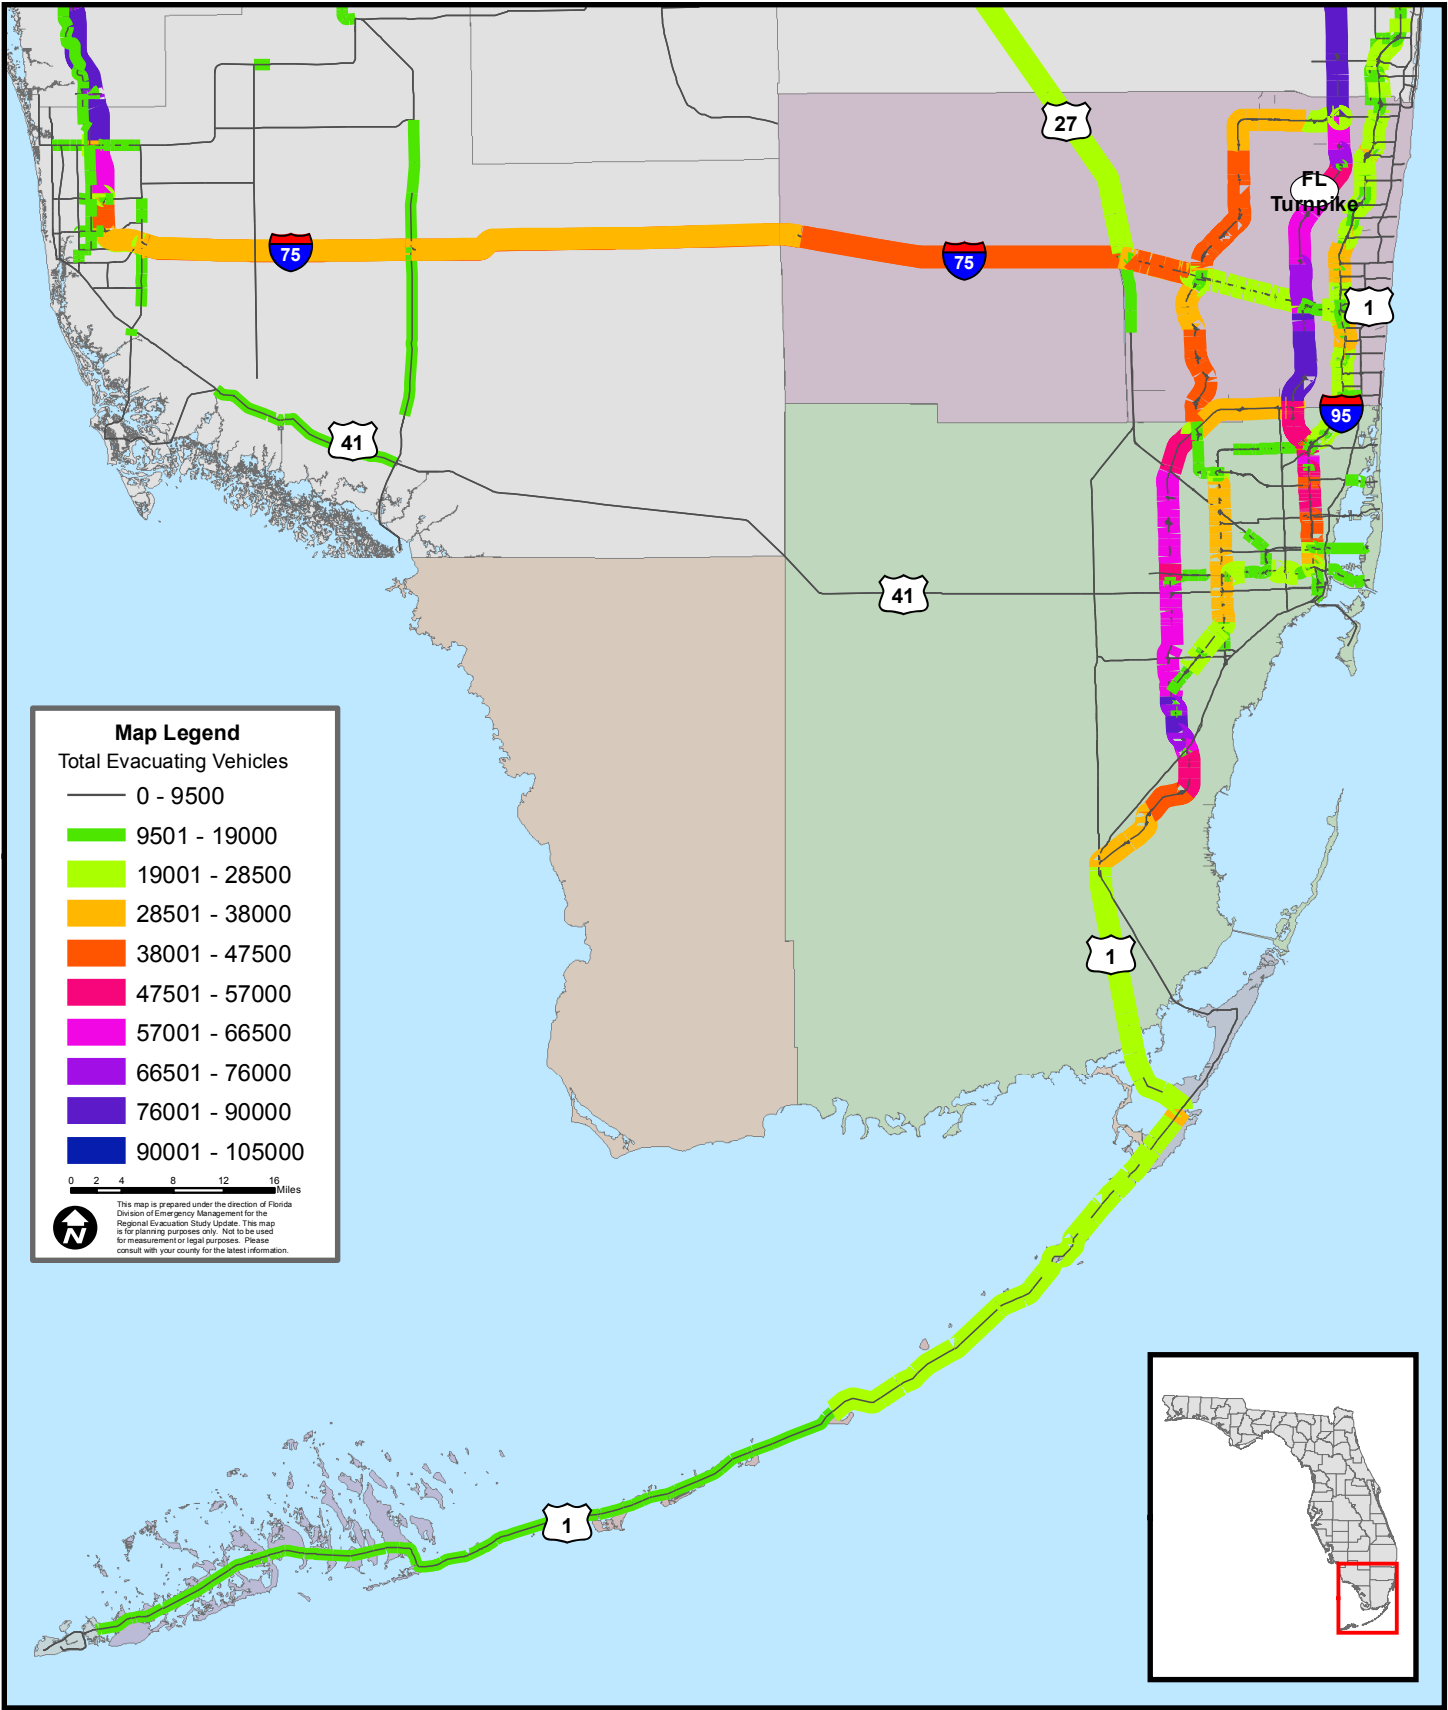 27
FL
Turnpike
75
75
1
95
41
41
1
1
Map Legend
Total Evacuating Vehicles
0 - 9500
9501 - 19000
19001 - 28500
28501 - 38000
38001 - 47500
47501 - 57000
57001 - 66500
66501 - 76000
76001 - 90000
90001 - 105000
0 2 4 8 12 16
Miles
N
This map is prepared under the direction of Florida
Division of Emergency Management for the
Regional Evacuation Study Update. This map
is for planning purposes only. Not to be used
for measurement or legal purposes. Please
consult with your county for the latest information.